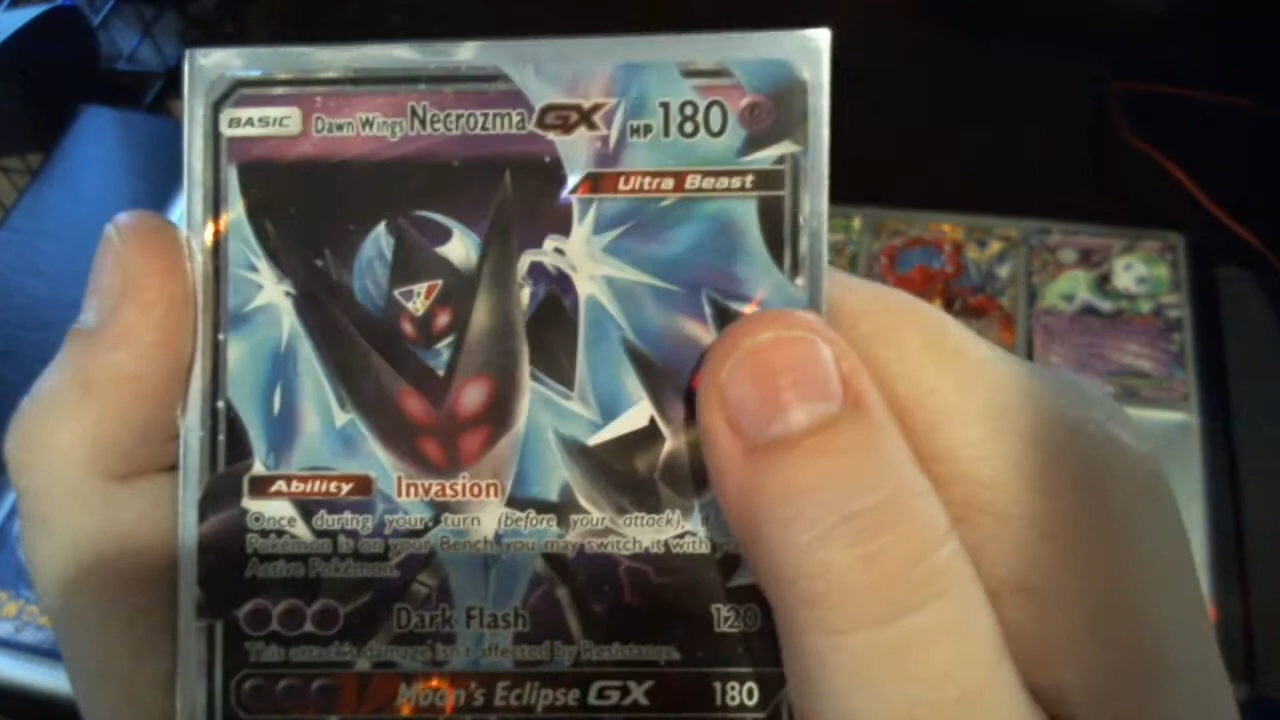 BASIC Dawn Wings Necrozma GX HP 180
Ultra Beast
Ability Invasion
Once during your turn (before your attack),
Pokémon is on your Bench, you may switch it with
Active Pokémon.
Dark Flash 120
This attack's damage isn't affected by Resistance.
Moon's Eclipse GX 180